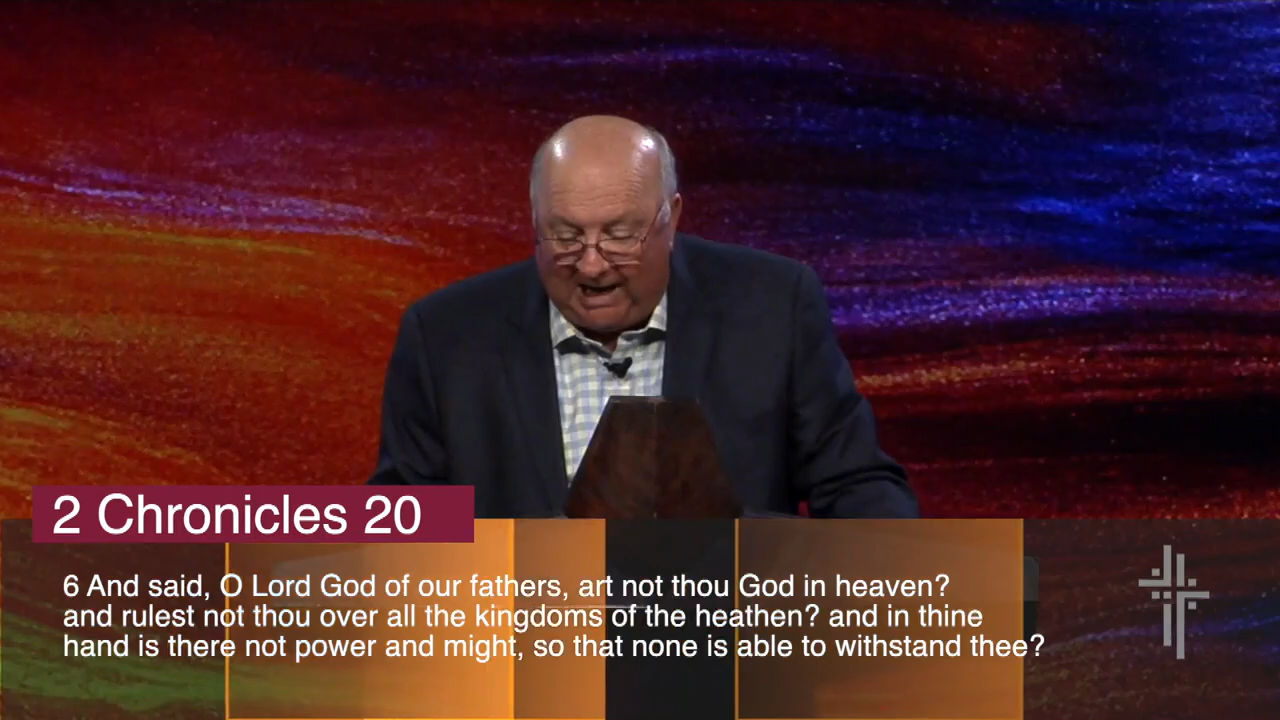 2 Chronicles 20
6 And said, O Lord God of our fathers, art not thou God in heaven?
and rulest not thou over all the kingdoms of the heathen? and in thine
hand is there not power and might, so that none is able to withstand thee?